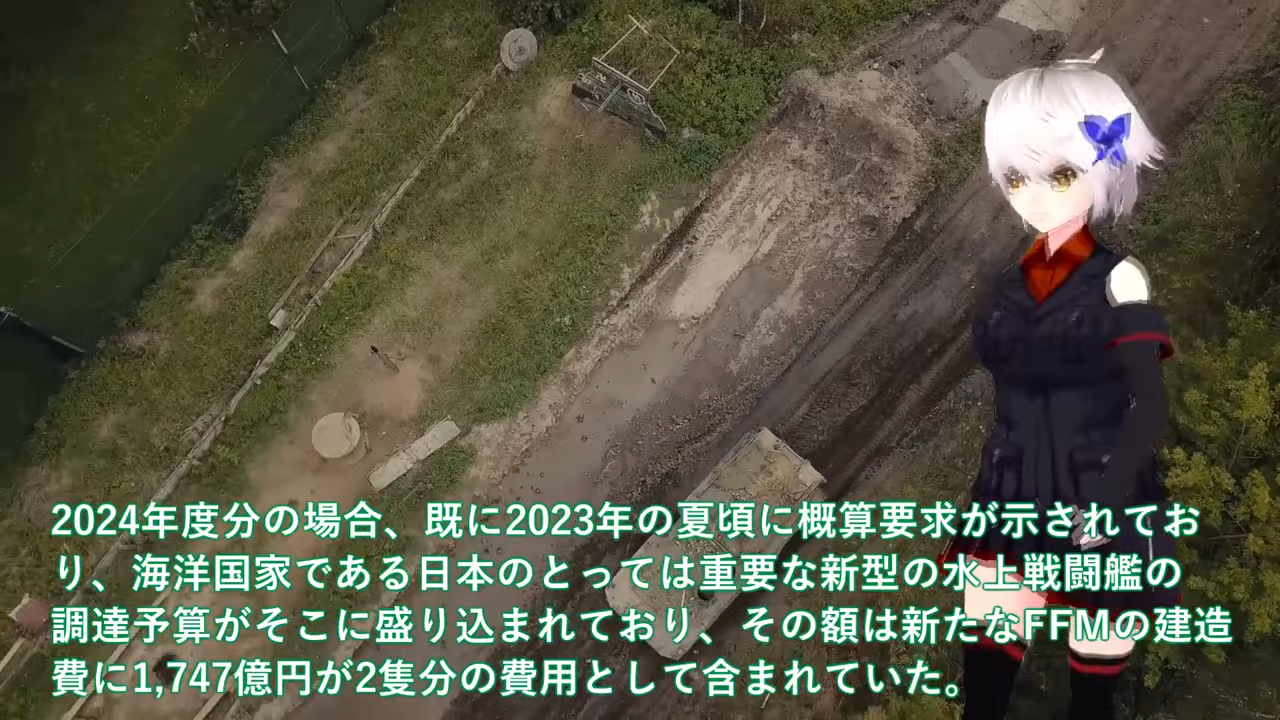 2024年度分の場合、既に2023年の夏頃に概算要求が示されてお
り、海洋国家である日本のとっては重要な新型の水上戦闘艦の
調達予算がそこに盛り込まれており、その額は新たなFFMの建造
費に1,747億円が2隻分の費用として含まれていた。